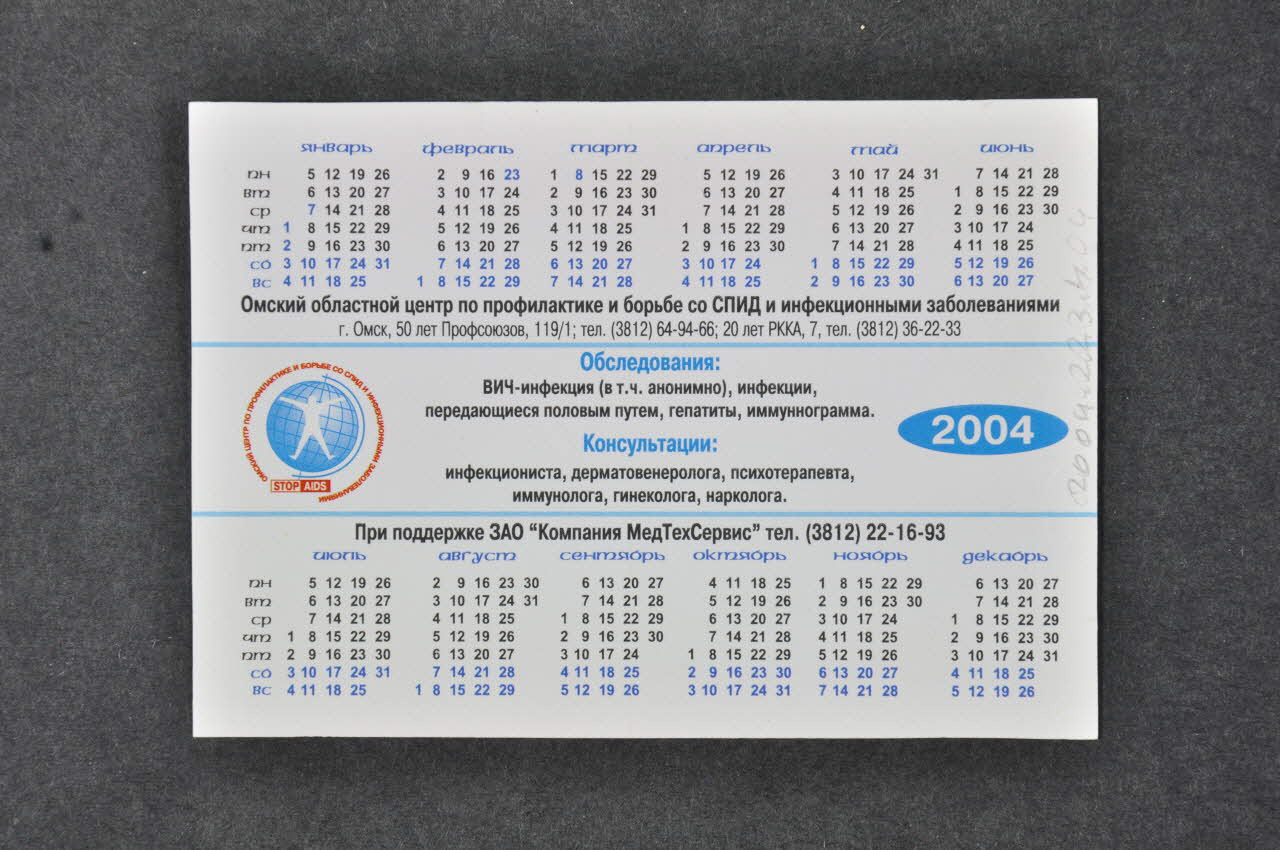 январь февраль март апрель май июнь
пн 5 12 19 26 2 9 16 23 1 8 15 22 29 5 12 19 26 3 10 17 24 31 7 14 21 28
вт 6 13 20 27 3 10 17 24 2 9 16 23 30 6 13 20 27 4 11 18 25 1 8 15 22 29
ср 7 14 21 28 4 11 18 25 3 10 17 24 31 7 14 21 28 5 12 19 26 2 9 16 23 30
чт 1 8 15 22 29 5 12 19 26 4 11 18 25 1 8 15 22 29 6 13 20 27 3 10 17 24
пт 2 9 16 23 30 6 13 20 27 5 12 19 26 2 9 16 23 30 7 14 21 28 4 11 18 25
сб 3 10 17 24 31 7 14 21 28 6 13 20 27 3 10 17 24 1 8 15 22 29 5 12 19 26
вс 4 11 18 25 1 8 15 22 29 7 14 21 28 4 11 18 25 2 9 16 23 30 6 13 20 27
Омский областной центр по профилактике и борьбе со СПИД и инфекционными заболеваниями
г. Омск, 50 лет Профсоюзов, 119/1; тел. (3812) 64-94-66; 20 лет РККА, 7, тел. (3812) 36-22-33
ОМСКИЙ ЦЕНТР ПО ПРОФИЛАКТИКЕ И БОРЬБЕ СО СПИД И ИНФЕКЦИОННЫМИ ЗАБОЛЕВАНИЯМИ
STOP AIDS
Обследования:
ВИЧ-инфекция (в т.ч. анонимно), инфекции,
передающиеся половым путем, гепатиты, иммуннограмма.
Консультации:
инфекциониста, дерматовенеролога, психотерапевта,
иммунолога, гинеколога, нарколога.
2004
При поддержке ЗАО “Компания МедТехСервис” тел. (3812) 22-16-93
июль август сентябрь октябрь ноябрь декабрь
пн 5 12 19 26 2 9 16 23 30 6 13 20 27 4 11 18 25 1 8 15 22 29 6 13 20 27
вт 6 13 20 27 3 10 17 24 31 7 14 21 28 5 12 19 26 2 9 16 23 30 7 14 21 28
ср 7 14 21 28 4 11 18 25 1 8 15 22 29 6 13 20 27 3 10 17 24 1 8 15 22 29
чт 1 8 15 22 29 5 12 19 26 2 9 16 23 30 7 14 21 28 4 11 18 25 2 9 16 23 30
пт 2 9 16 23 30 6 13 20 27 3 10 17 24 1 8 15 22 29 5 12 19 26 3 10 17 24 31
сб 3 10 17 24 31 7 14 21 28 4 11 18 25 2 9 16 23 30 6 13 20 27 4 11 18 25
вс 4 11 18 25 1 8 15 22 29 5 12 19 26 3 10 17 24 31 7 14 21 28 5 12 19 26